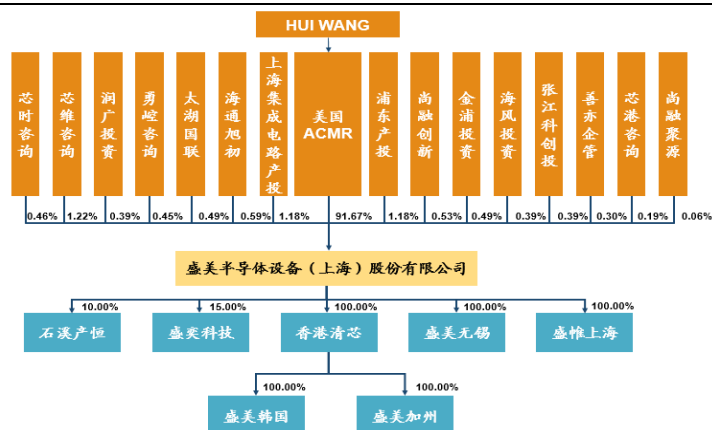 HUI WANG
芯时咨询
芯维咨询
润广投资
勇崆咨询
太湖国联
海通旭初
上海集成电路产投
美国
ACMR
浦东产投
尚融创新
金浦投资
海风投资
张江科创投
善亦企管
芯港咨询
尚融聚源
0.46%
1.22%
0.39%
0.45%
0.49%
0.59%
1.18%
91.67%
1.18%
0.53%
0.49%
0.39%
0.39%
0.30%
0.19%
0.06%
盛美半导体设备（上海）股份有限公司
10.00%
15.00%
100.00%
100.00%
100.00%
石溪产恒
盛奕科技
香港清芯
盛美无锡
盛帷上海
100.00%
100.00%
盛美韩国
盛美加州